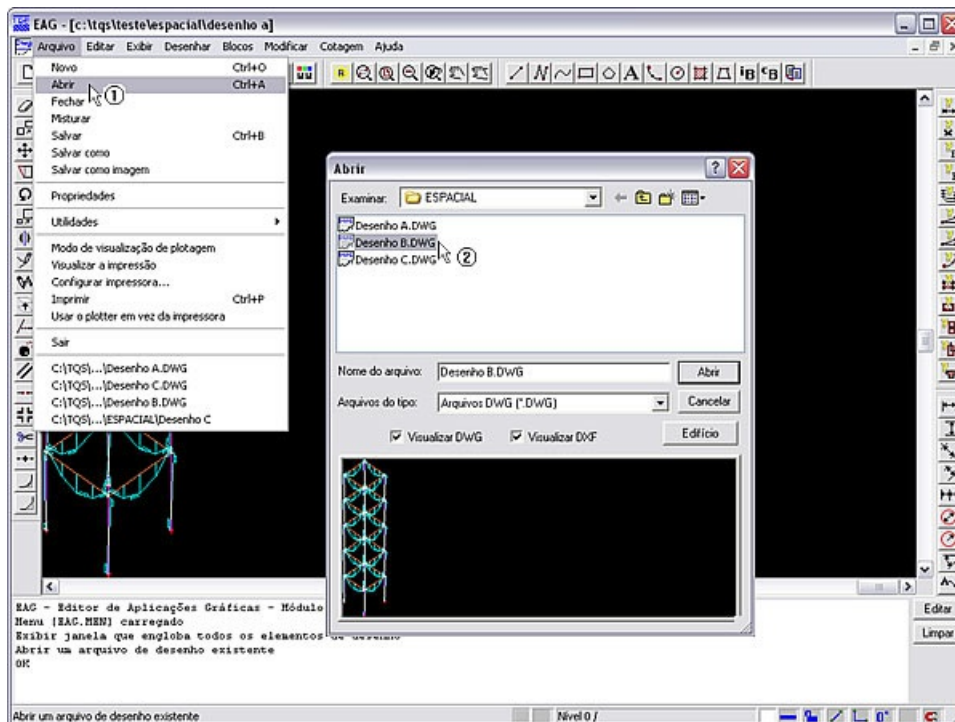 EAG - [c:\tqs\teste\espacial\desenho a]
Arquivo Editar Exibir Desenhar Blocos Modificar Cotagem Ajuda
Novo Ctrl+O
Abrir Ctrl+A
1
Fechar
Misturar
Salvar Ctrl+B
Salvar como
Salvar como imagem
Propriedades
Utilidades
Modo de visualização de plotagem
Visualizar a impressão
Configurar impressora...
Imprimir Ctrl+P
Usar o plotter em vez da impressora
Sair
C:\TQS\...\Desenho A.DWG
C:\TQS\...\Desenho C.DWG
C:\TQS\...\Desenho B.DWG
C:\TQS\...\ESPACIAL\Desenho C
Abrir
Examinar: ESPACIAL
Desenho A.DWG
Desenho B.DWG
2
Desenho C.DWG
Nome do arquivo: Desenho B.DWG Abrir
Arquivos do tipo: Arquivos DWG (*.DWG) Cancelar
Visualizar DWG Visualizar DXF Edifício
EAG - Editor de Aplicações Gráficas - Módulo
Menu [EAG.MEN] carregado
Exibir janela que engloba todos os elementos de desenho
Abrir um arquivo de desenho existente
OK
Editar
Limpar
Abrir um arquivo de desenho existente Nível 0 /